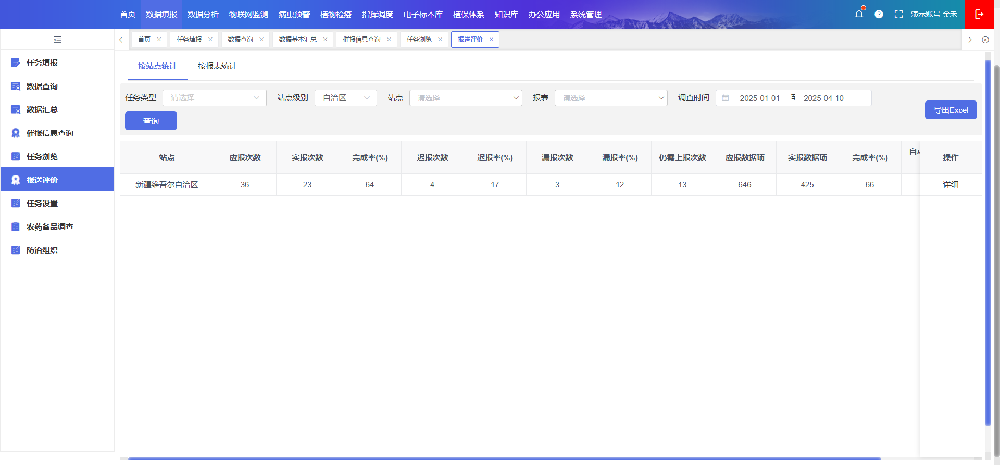 首页 数据填报 数据分析 物联网监测 病虫预警 植物检疫 指挥调度 电子标本库 植保体系 知识库 办公应用 系统管理 演示账号-金禾
首页 任务填报 数据查询 数据基本汇总 催报信息查询 任务浏览 报送评价
任务填报
数据查询
数据汇总
催报信息查询
任务浏览
报送评价
任务设置
农药备品调查
防治组织
按站点统计 按报表统计
任务类型 请选择 站点级别 自治区 站点 请选择 报表 请选择 调查时间 2025-01-01 至 2025-04-10
查询 导出Excel
站点 应报次数 实报次数 完成率(%) 迟报次数 迟报率(%) 漏报次数 漏报率(%) 仍需上报次数 应报数据项 实报数据项 完成率(%) 自 操作
新疆维吾尔自治区 36 23 64 4 17 3 12 13 646 425 66 详细